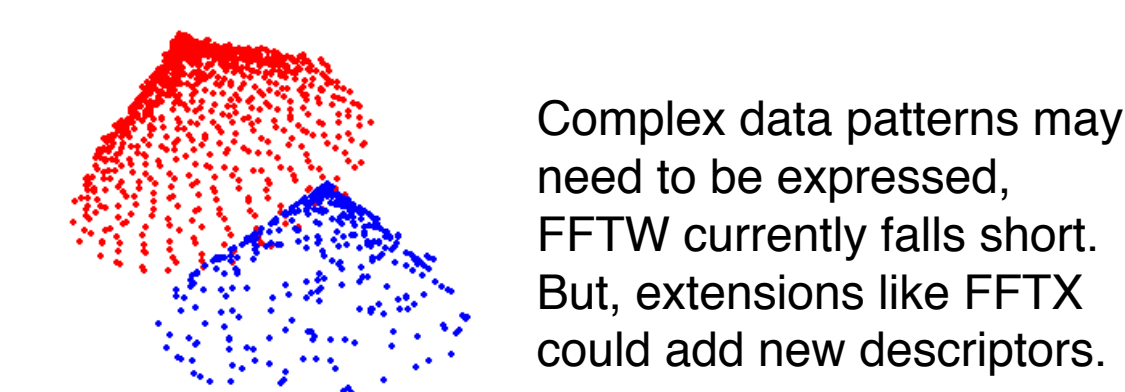 Complex data patterns may
need to be expressed,
FFTW currently falls short.
But, extensions like FFTX
could add new descriptors.